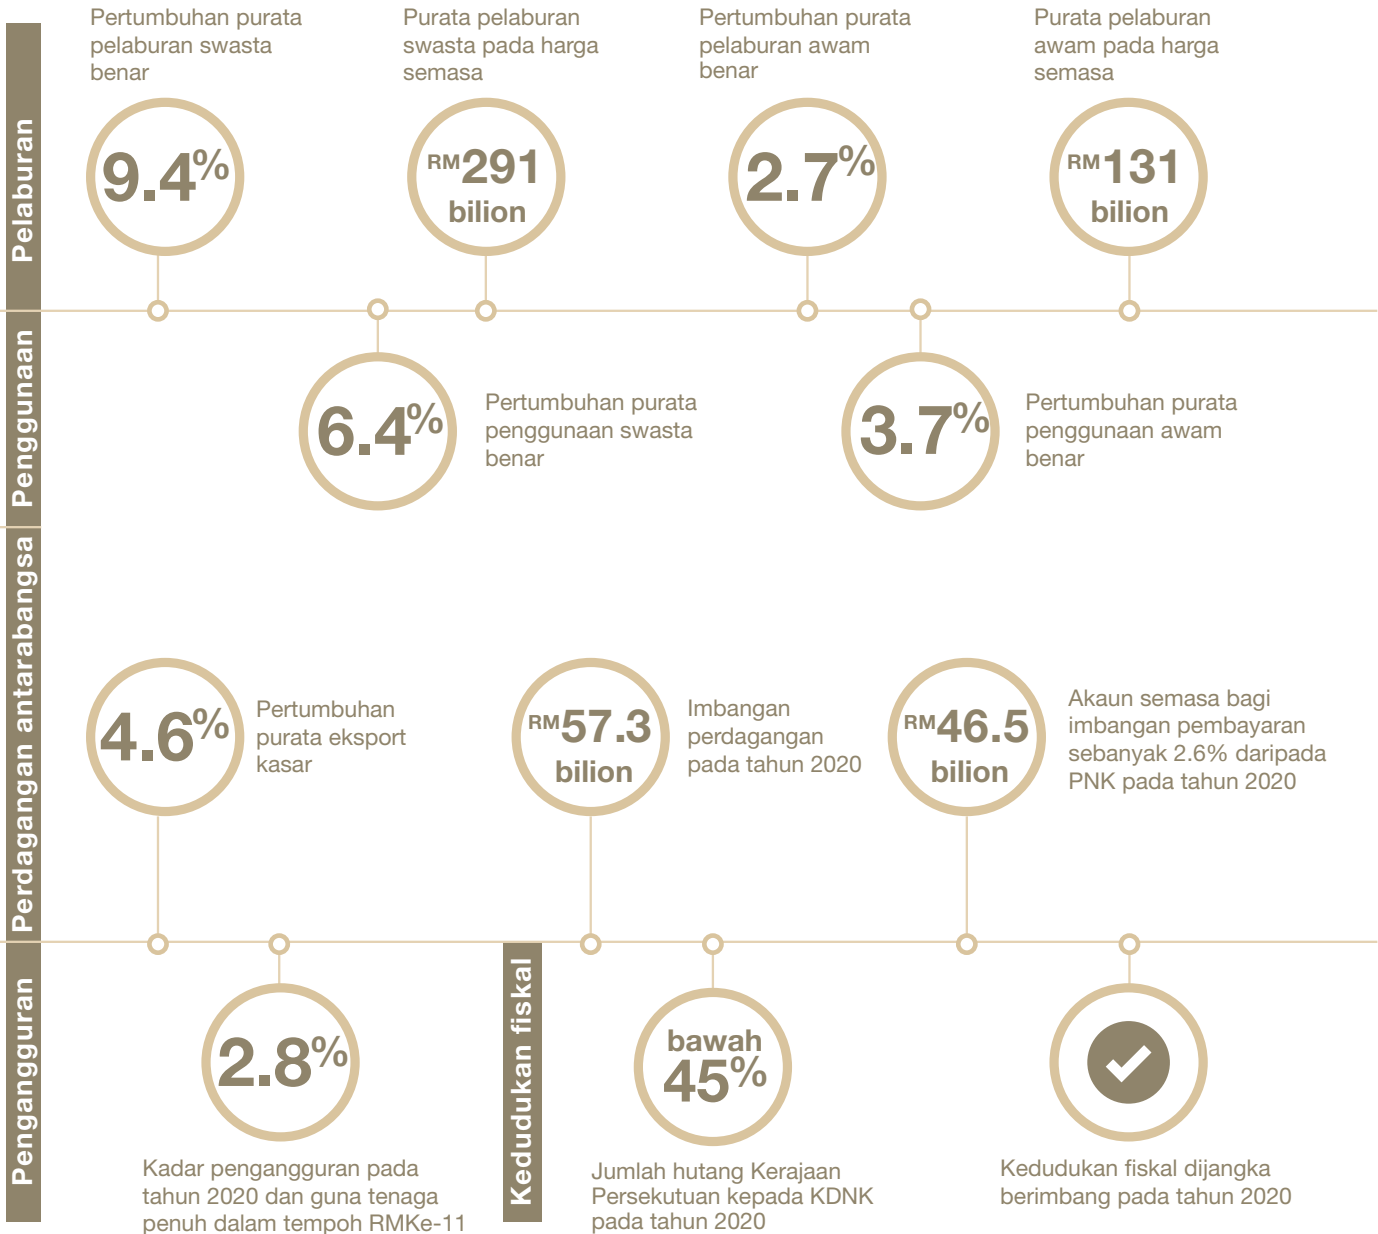 Pelaburan
Pertumbuhan purata
pelaburan swasta
benar
9.4%
Purata pelaburan
swasta pada harga
semasa
RM291
bilion
Pertumbuhan purata
pelaburan awam
benar
2.7%
Purata pelaburan
awam pada harga
semasa
RM131
bilion
Penggunaan
6.4%
Pertumbuhan purata
penggunaan swasta
benar
3.7%
Pertumbuhan purata
penggunaan awam
benar
Perdagangan antarabangsa
4.6%
Pertumbuhan
purata eksport
kasar
RM57.3
bilion
Imbangan
perdagangan
pada tahun 2020
RM46.5
bilion
Akaun semasa bagi
imbangan pembayaran
sebanyak 2.6% daripada
PNK pada tahun 2020
Pengangguran
2.8%
Kadar pengangguran pada
tahun 2020 dan guna tenaga
penuh dalam tempoh RMKe-11
Kedudukan fiskal
bawah
45%
Jumlah hutang Kerajaan
Persekutuan kepada KDNK
pada tahun 2020
Kedudukan fiskal dijangka
berimbang pada tahun 2020